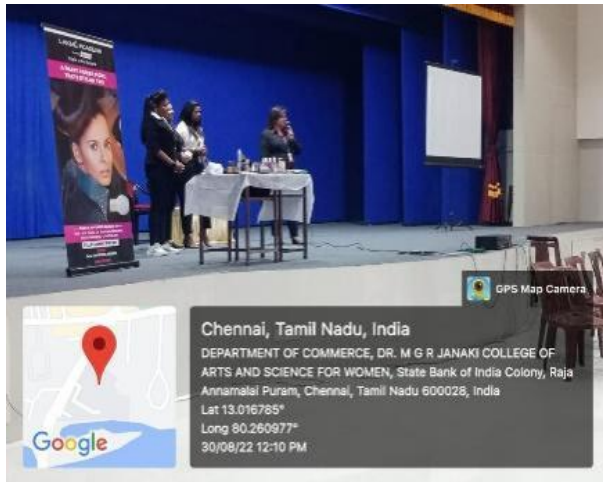 LAKMÉ ACADEMY
GPS Map Camera
Chennai, Tamil Nadu, India
DEPARTMENT OF COMMERCE, DR. M G R JANAKI COLLEGE OF
ARTS AND SCIENCE FOR WOMEN, State Bank of India Colony, Raja
Annamalai Puram, Chennai, Tamil Nadu 600028, India
Lat 13.016785°
Long 80.260977°
30/08/22 12:10 PM
Google